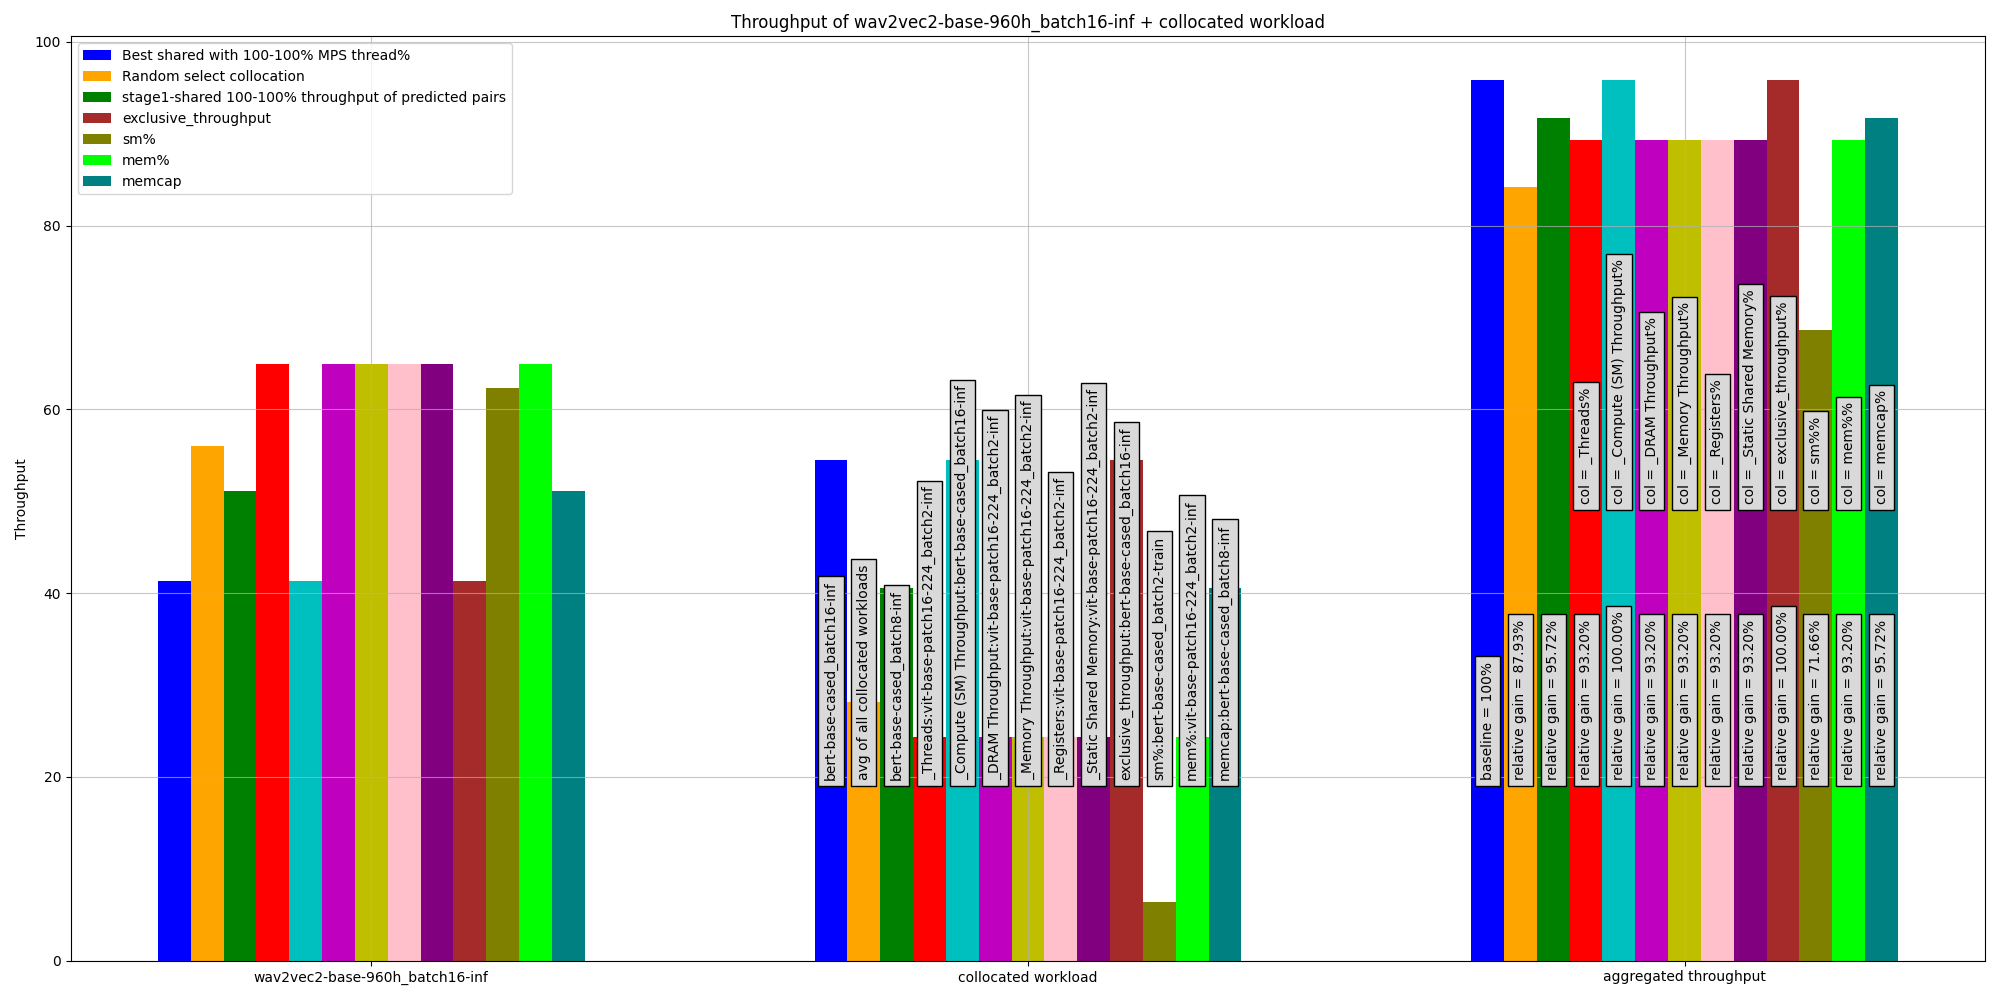 Throughput of wav2vec2-base-960h_batch16-inf + collocated workload
Throughput
100
80
60
40
20
0
Best shared with 100-100% MPS thread%
Random select collocation
stage1-shared 100-100% throughput of predicted pairs
exclusive_throughput
sm%
mem%
memcap
bert-base-cased_batch16-inf
avg of all collocated workloads
bert-base-cased_batch8-inf
_Threads:vit-base-patch16-224_batch2-inf
_Compute (SM) Throughput:bert-base-cased_batch16-inf
_DRAM Throughput:vit-base-patch16-224_batch2-inf
_Memory Throughput:vit-base-patch16-224_batch2-inf
_Registers:vit-base-patch16-224_batch2-inf
_Static Shared Memory:vit-base-patch16-224_batch2-inf
exclusive_throughput:bert-base-cased_batch16-inf
sm%:bert-base-cased_batch2-train
mem%:vit-base-patch16-224_batch2-inf
memcap:bert-base-cased_batch8-inf
col = _Threads%
col = _Compute (SM) Throughput%
col = _DRAM Throughput%
col = _Memory Throughput%
col = _Registers%
col = _Static Shared Memory%
col = exclusive_throughput%
col = sm%%
col = mem%%
col = memcap%
baseline = 100%
relative gain = 87.93%
relative gain = 95.72%
relative gain = 93.20%
relative gain = 100.00%
relative gain = 93.20%
relative gain = 93.20%
relative gain = 93.20%
relative gain = 93.20%
relative gain = 100.00%
relative gain = 71.66%
relative gain = 93.20%
relative gain = 95.72%
wav2vec2-base-960h_batch16-inf
collocated workload
aggregated throughput